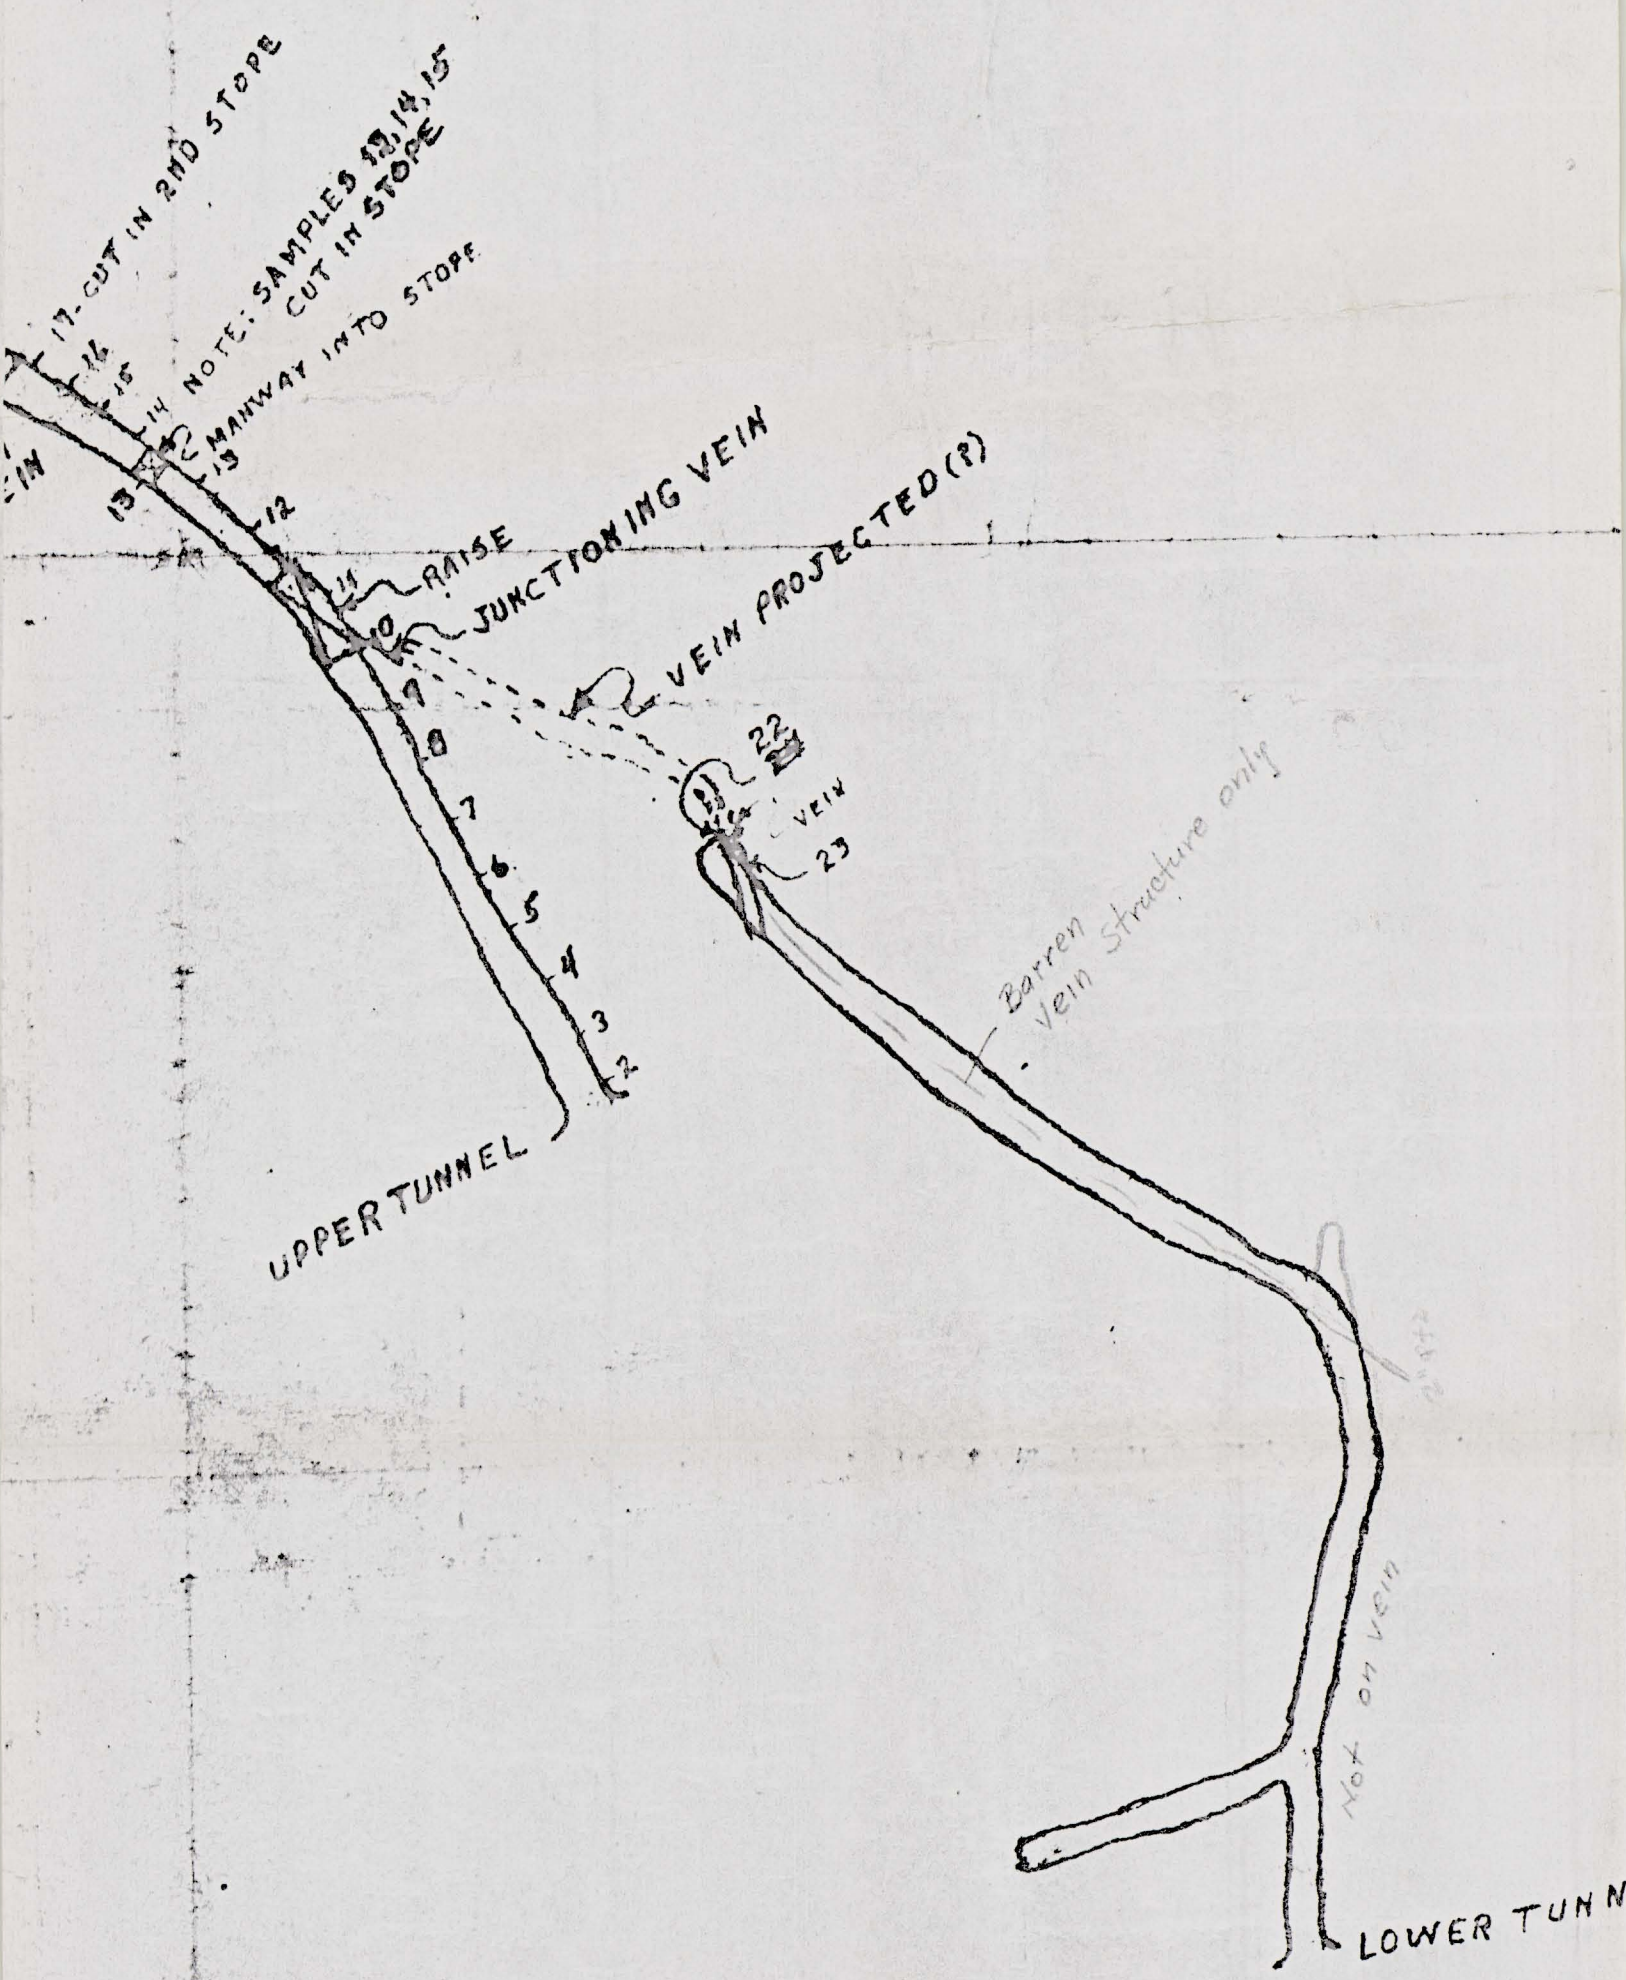 17-CUT IN 2ND STOPE
16
15
14
NOTE: SAMPLES 13,14,15
CUT IN STOPE
MANWAY INTO STOPE
13
13
EIN
12
11
RAISE
10
JUNCTIONING VEIN
VEIN PROJECTED(?)
9
8
7
6
5
4
3
2
UPPER TUNNEL
22
VEIN
23
Barren
vein structure only
Not on vein
LOWER TUNN